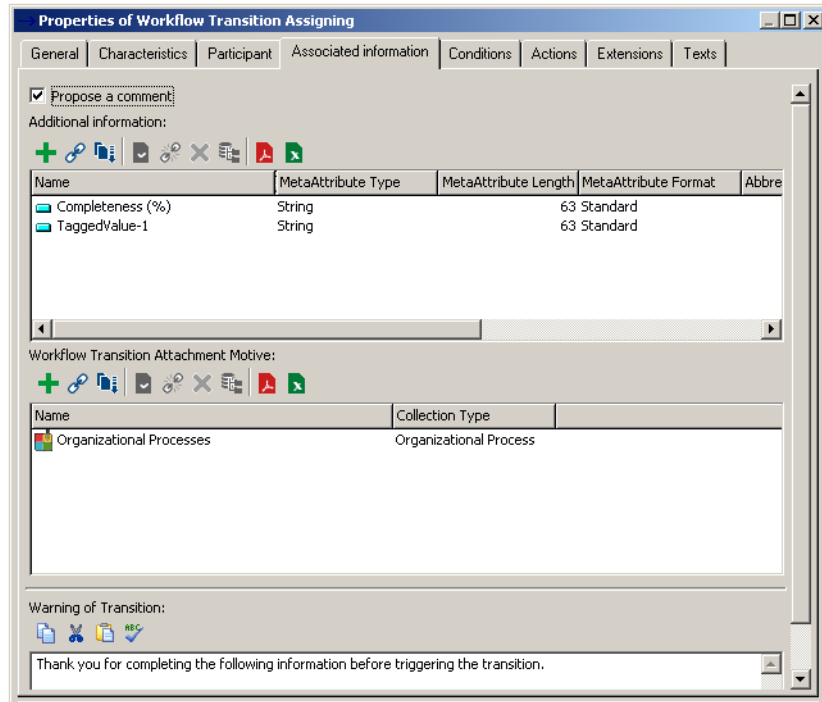 Properties of Workflow Transition Assigning
General Characteristics Participant Associated information Conditions Actions Extensions Texts
Propose a comment
Additional information:
Name MetaAttribute Type MetaAttribute Length MetaAttribute Format Abbre
Completeness (%) String 63 Standard
TaggedValue-1 String 63 Standard
Workflow Transition Attachment Motive:
Name Collection Type
Organizational Processes Organizational Process
Warning of Transition:
ABC
Thank you for completing the following information before triggering the transition.